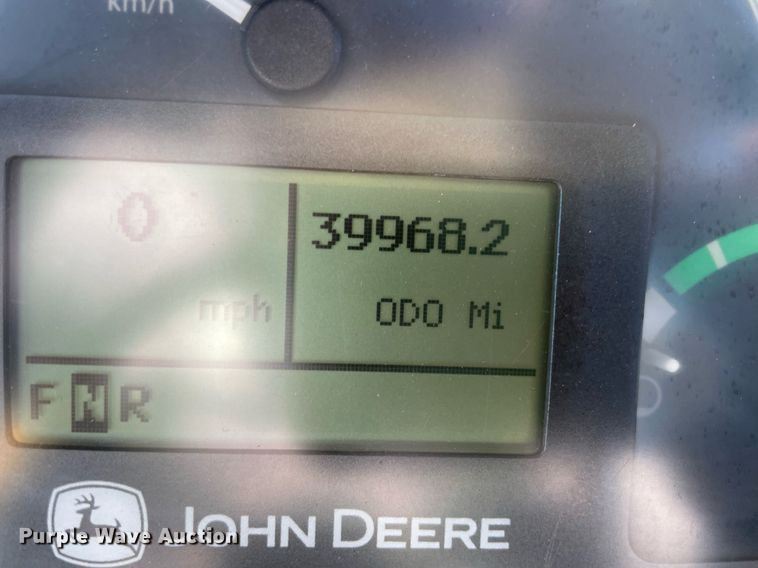 km/h
0
39968.2
mph
ODO Mi
F N R
JOHN DEERE
Purple Wave Auction